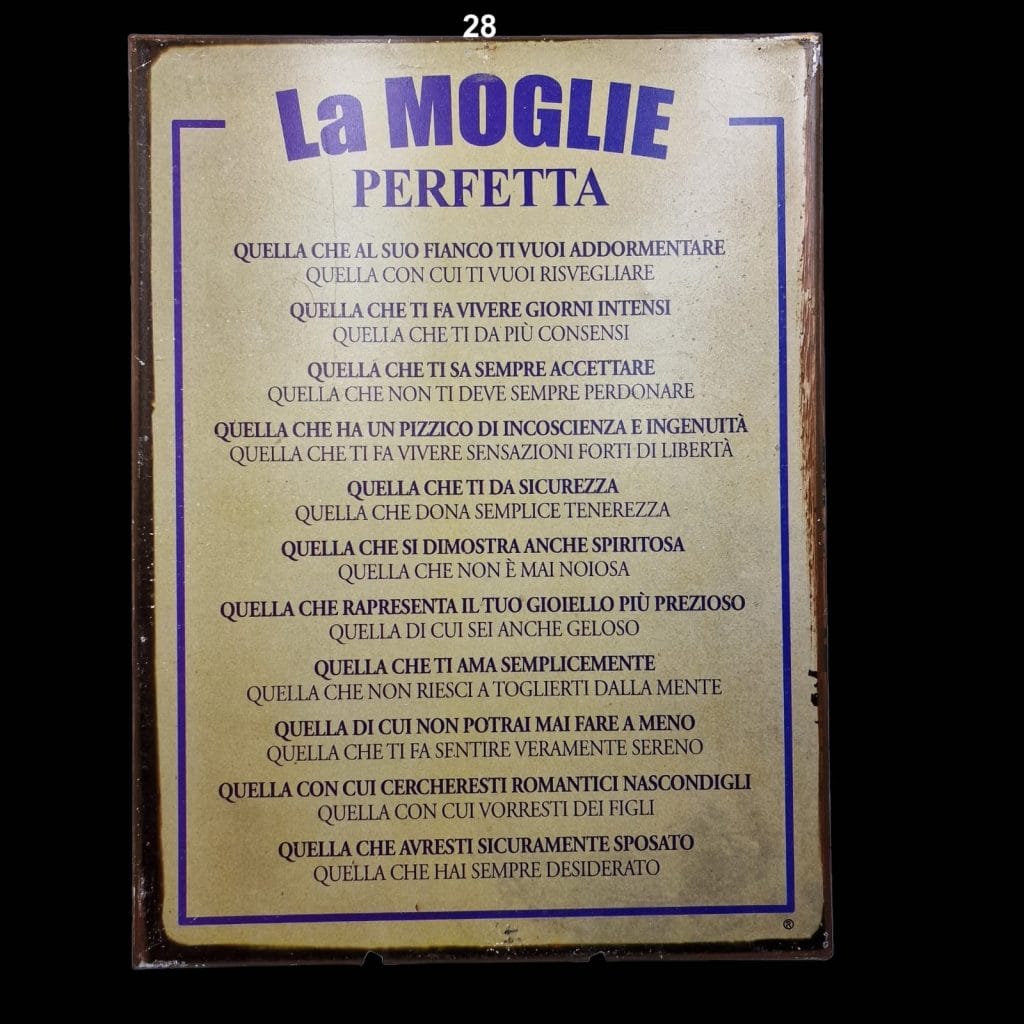 28
La MOGLIE
PERFETTA
QUELLA CHE AL SUO FIANCO TI VUOI ADDORMENTARE
QUELLA CON CUI TI VUOI RISVEGLIARE
QUELLA CHE TI FA VIVERE GIORNI INTENSI
QUELLA CHE TI DA PIÙ CONSENSI
QUELLA CHE TI SA SEMPRE ACCETTARE
QUELLA CHE NON TI DEVE SEMPRE PERDONARE
QUELLA CHE HA UN PIZZICO DI INCOSCIENZA E INGENUITÀ
QUELLA CHE TI FA VIVERE SENSAZIONI FORTI DI LIBERTÀ
QUELLA CHE TI DA SICUREZZA
QUELLA CHE DONA SEMPLICE TENEREZZA
QUELLA CHE SI DIMOSTRA ANCHE SPIRITOSA
QUELLA CHE NON È MAI NOIOSA
QUELLA CHE RAPRESENTA IL TUO GIOIELLO PIÙ PREZIOSO
QUELLA DI CUI SEI ANCHE GELOSO
QUELLA CHE TI AMA SEMPLICEMENTE
QUELLA CHE NON RIESCI A TOGLIERTI DALLA MENTE
QUELLA DI CUI NON POTRAI MAI FARE A MENO
QUELLA CHE TI FA SENTIRE VERAMENTE SERENO
QUELLA CON CUI CERCHERESTI ROMANTICI NASCONDIGLI
QUELLA CON CUI VORRESTI DEI FIGLI
QUELLA CHE AVRESTI SICURAMENTE SPOSATO
QUELLA CHE HAI SEMPRE DESIDERATO
®